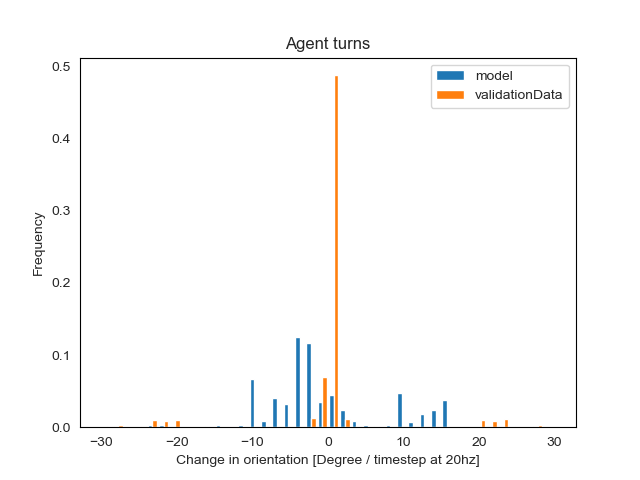 Agent turns
model
validationData
0.5
0.4
0.3
0.2
0.1
0.0
Frequency
−30 −20 −10 0 10 20 30
Change in orientation [Degree / timestep at 20hz]